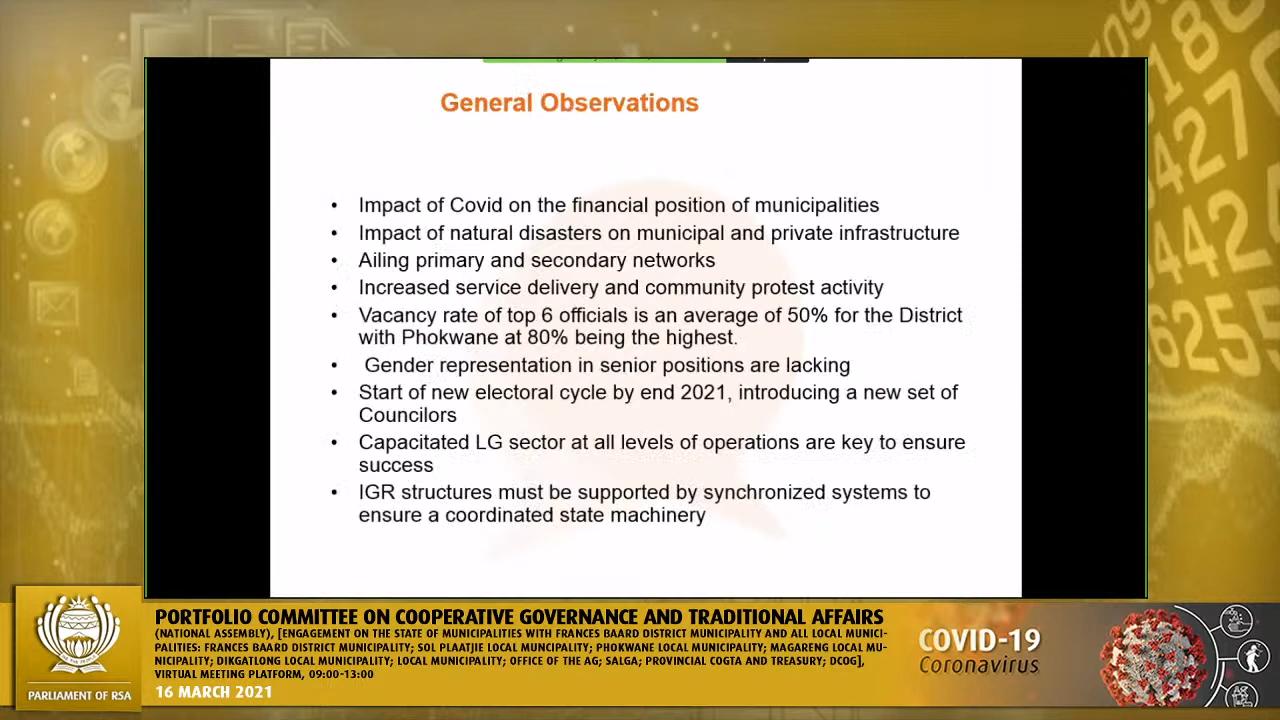 General Observations
• Impact of Covid on the financial position of municipalities
• Impact of natural disasters on municipal and private infrastructure
• Ailing primary and secondary networks
• Increased service delivery and community protest activity
• Vacancy rate of top 6 officials is an average of 50% for the District
with Phokwane at 80% being the highest.
• Gender representation in senior positions are lacking
• Start of new electoral cycle by end 2021, introducing a new set of
Councilors
• Capacitated LG sector at all levels of operations are key to ensure
success
• IGR structures must be supported by synchronized systems to
ensure a coordinated state machinery
PARLIAMENT OF RSA
PORTFOLIO COMMITTEE ON COOPERATIVE GOVERNANCE AND TRADITIONAL AFFAIRS
(NATIONAL ASSEMBLY), [ENGAGEMENT ON THE STATE OF MUNICIPALITIES WITH FRANCES BAARD DISTRICT MUNICIPALITY AND ALL LOCAL MUNICI-
PALITIES: FRANCES BAARD DISTRICT MUNICIPALITY; SOL PLAATJIE LOCAL MUNCIPALITY; PHOKWANE LOCAL MUNICIPALITY; MAGARENG LOCAL MU-
NICIPALITY; DIKGATLONG LOCAL MUNICIPALITY; LOCAL MUNICIPALITY; OFFICE OF THE AG; SALGA; PROVINCIAL COGTA AND TREASURY; DCOG],
VIRTUAL MEETING PLATFORM, 09:00-13:00
16 MARCH 2021
COVID-19
Coronavirus